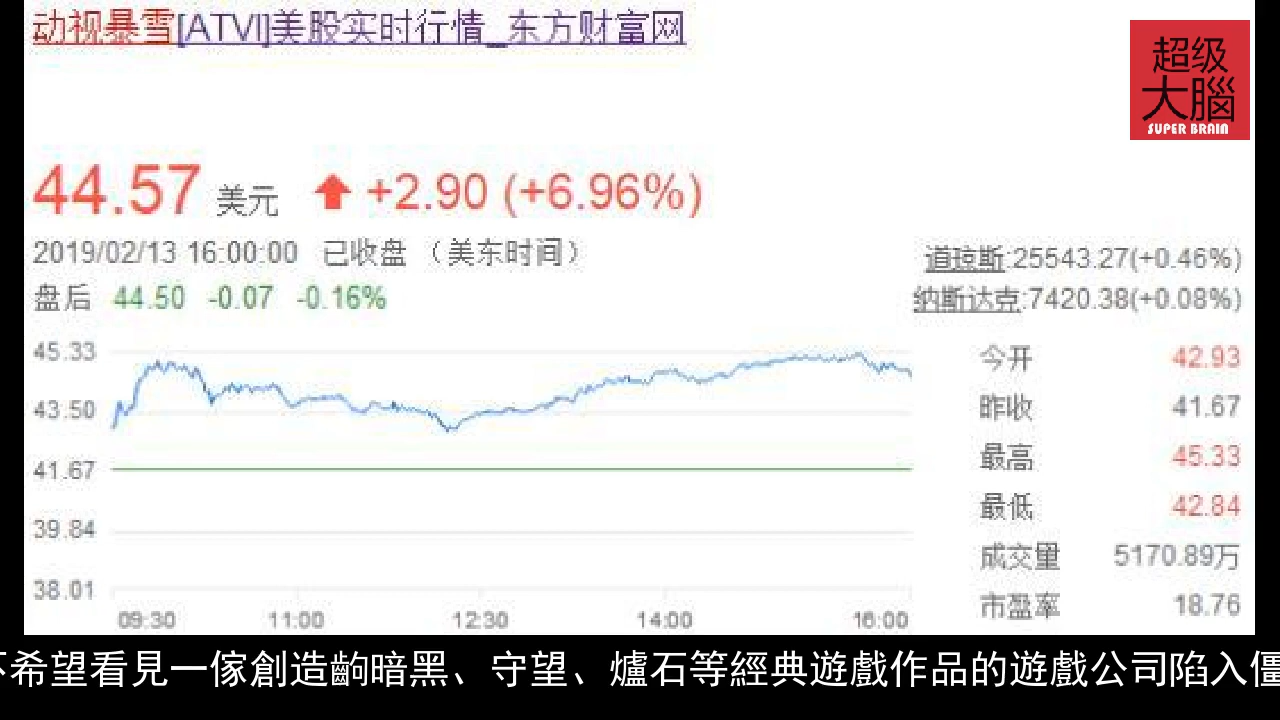 动视暴雪[ATVI]美股实时行情_东方财富网
超级
大腦
SUPER BRAIN
44.57 美元 +2.90 (+6.96%)
2019/02/13 16:00:00 已收盘 （美东时间）
盘后 44.50 -0.07 -0.16%
道琼斯:25543.27(+0.46%)
纳斯达克:7420.38(+0.08%)
45.33
43.50
41.67
39.84
38.01
09:30 11:00 12:30 14:00 16:00
今开 42.93
昨收 41.67
最高 45.33
最低 42.84
成交量 5170.89万
市盈率 18.76
不希望看見一傢創造齣暗黑、守望、爐石等經典遊戲作品的遊戲公司陷入僵